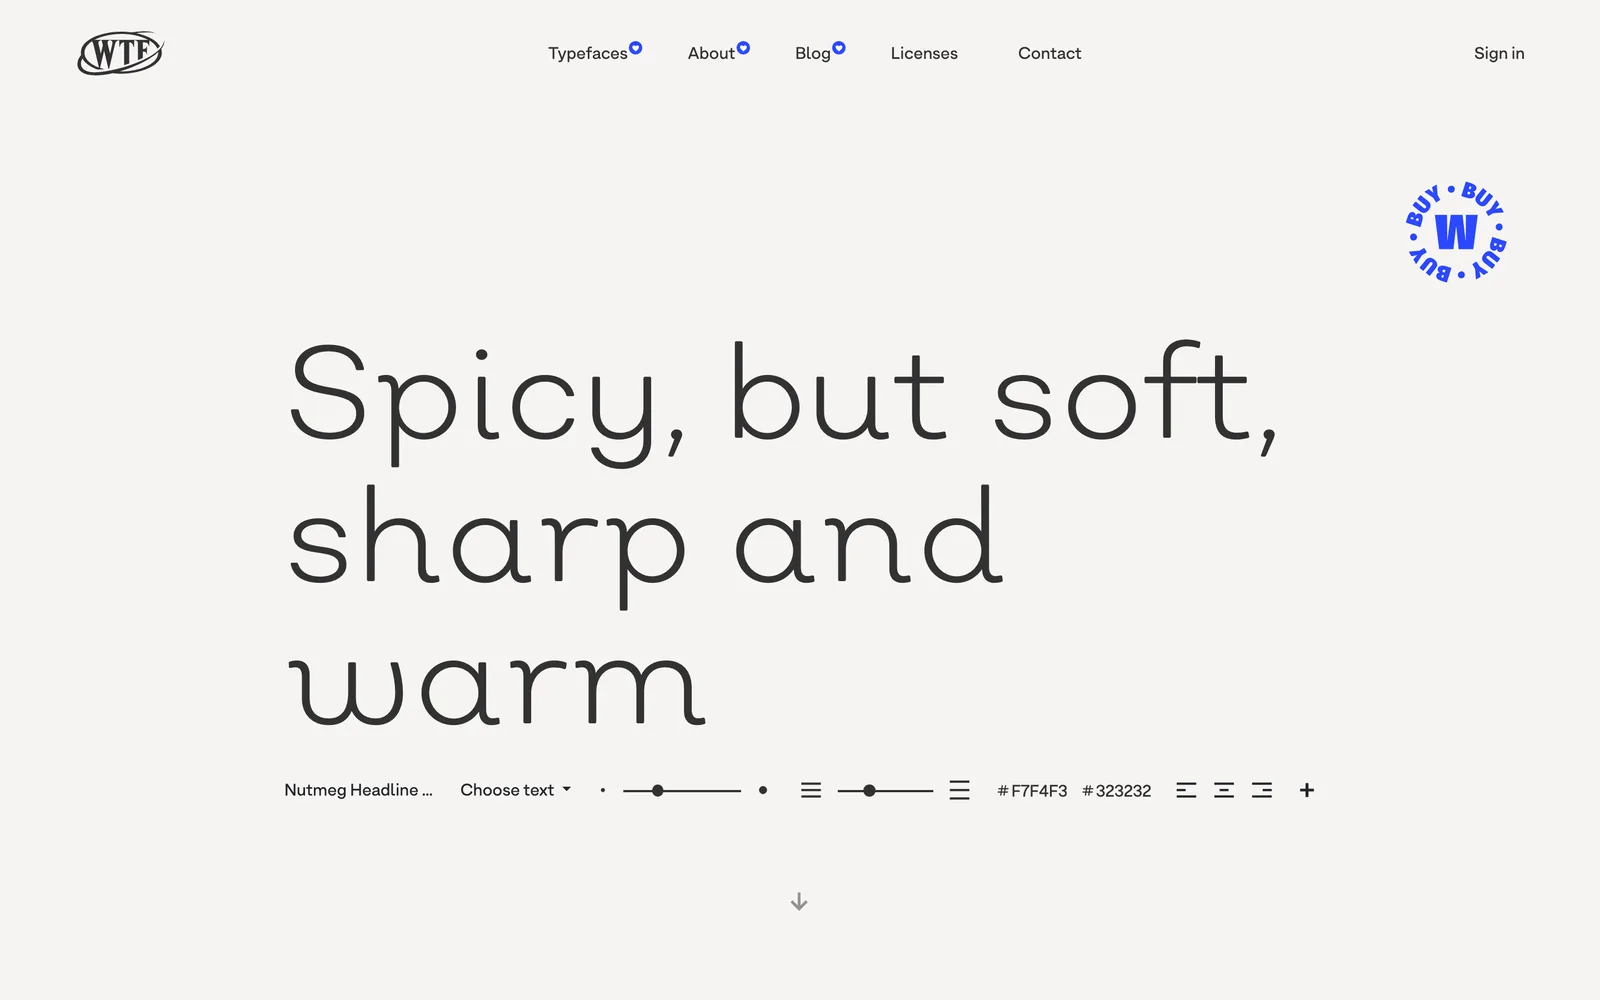 WTF
Typefaces
About
Blog
Licenses
Contact
Sign in
BUY • BUY • BUY • BUY •
W
Spicy, but soft,
sharp and
warm
Nutmeg Headline ...
Choose text
#F7F4F3
#323232